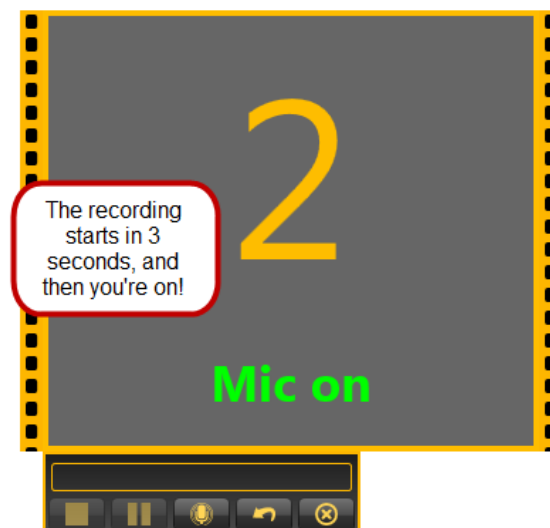 2
The recording
starts in 3
seconds, and
then you're on!
Mic on